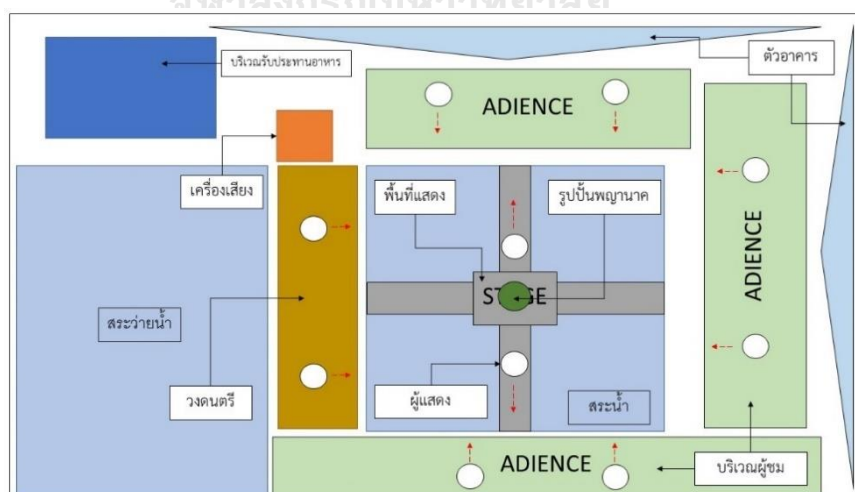 บริเวณรับประทานอาหาร
ตัวอาคาร
ADIENCE
เครื่องเสียง
พื้นที่แสดง
รูปปั้นพญานาค
ADIENCE
STAGE
สระว่ายน้ำ
วงดนตรี
ผู้แสดง
สระน้ำ
ADIENCE
บริเวณผู้ชม